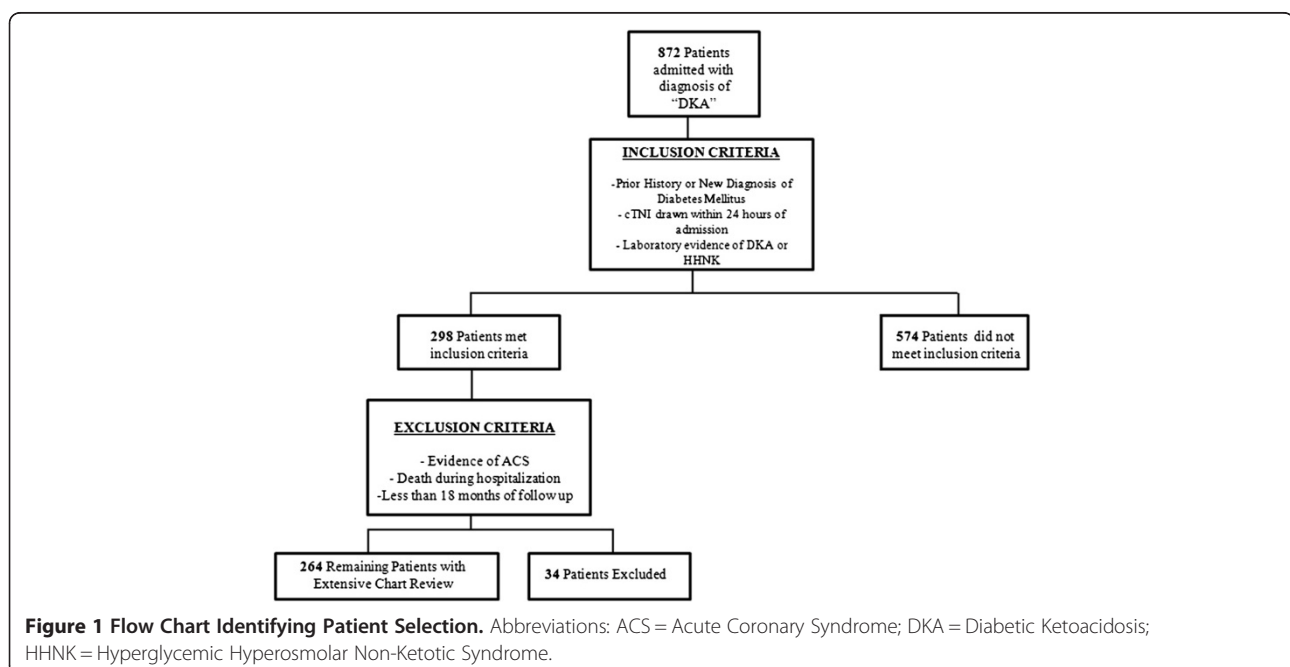 872 Patients
admitted with
diagnosis of
“DKA”
INCLUSION CRITERIA
-Prior History or New Diagnosis of
Diabetes Mellitus
- cTNI drawn within 24 hours of
admission
- Laboratory evidence of DKA or
HHNK
298 Patients met
inclusion criteria
574 Patients did not
meet inclusion criteria
EXCLUSION CRITERIA
- Evidence of ACS
- Death during hospitalization
-Less than 18 months of follow up
264 Remaining Patients with
Extensive Chart Review
34 Patients Excluded
Figure 1 Flow Chart Identifying Patient Selection. Abbreviations: ACS = Acute Coronary Syndrome; DKA = Diabetic Ketoacidosis;
HHNK = Hyperglycemic Hyperosmolar Non-Ketotic Syndrome.